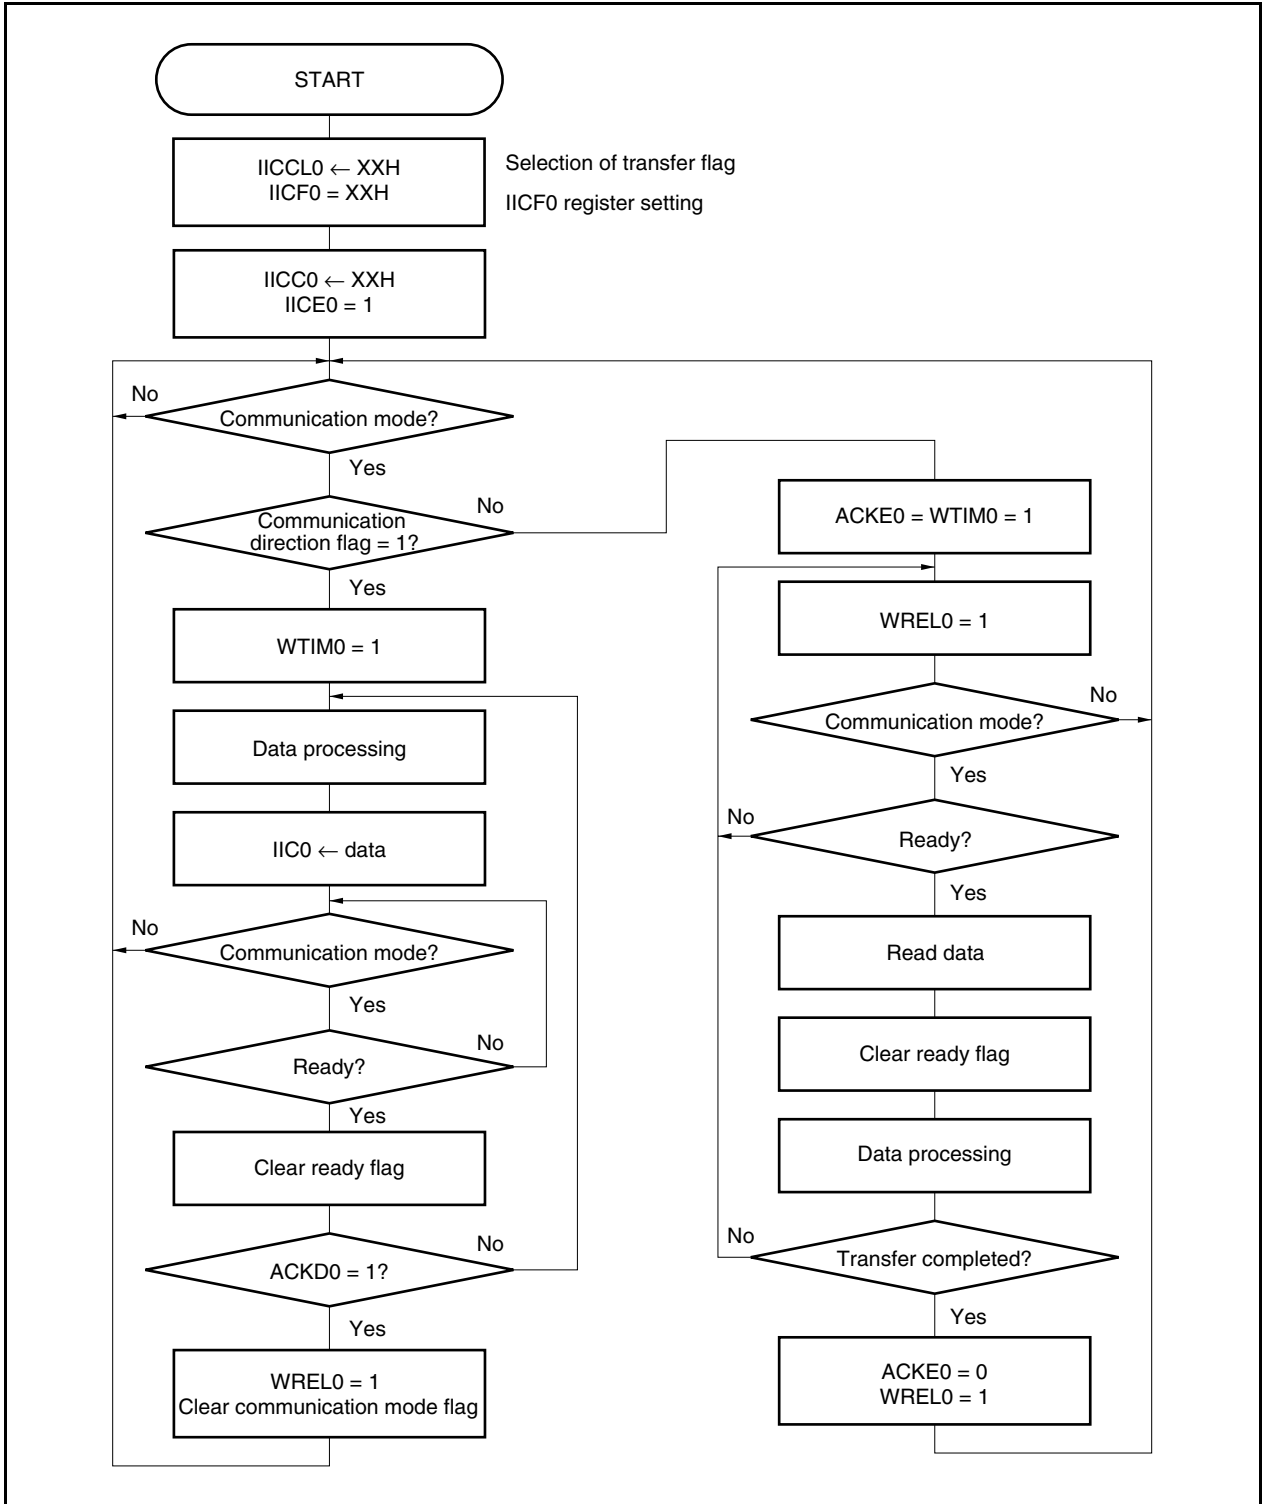 START
IICCL0 ← XXH
IICF0 = XXH
Selection of transfer flag
IICF0 register setting
IICC0 ← XXH
IICE0 = 1
No
Communication mode?
Yes
No
Communication
direction flag = 1?
Yes
WTIM0 = 1
Data processing
IIC0 ← data
No
Communication mode?
Yes
No
Ready?
Yes
Clear ready flag
No
ACKD0 = 1?
Yes
WREL0 = 1
Clear communication mode flag
ACKE0 = WTIM0 = 1
WREL0 = 1
No
Communication mode?
Yes
No
Ready?
Yes
Read data
Clear ready flag
Data processing
No
Transfer completed?
Yes
ACKE0 = 0
WREL0 = 1